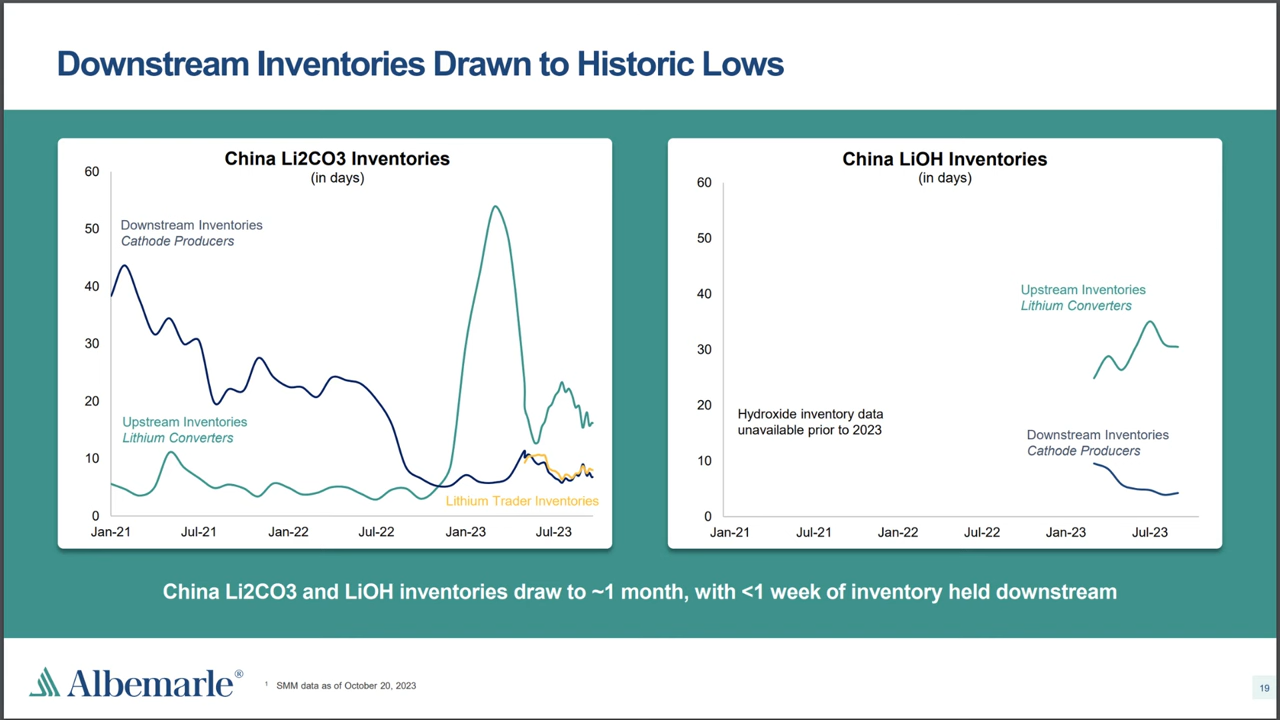 Downstream Inventories Drawn to Historic Lows
China Li2CO3 Inventories
(in days)
60
50
40
30
20
10
0
Downstream Inventories
Cathode Producers
Upstream Inventories
Lithium Converters
Lithium Trader Inventories
Jan-21
Jul-21
Jan-22
Jul-22
Jan-23
Jul-23
China LiOH Inventories
(in days)
60
50
40
30
20
10
0
Upstream Inventories
Lithium Converters
Hydroxide inventory data
unavailable prior to 2023
Downstream Inventories
Cathode Producers
Jan-21
Jul-21
Jan-22
Jul-22
Jan-23
Jul-23
China Li2CO3 and LiOH inventories draw to ~1 month, with <1 week of inventory held downstream
Albemarle®
1 SMM data as of October 20, 2023
19